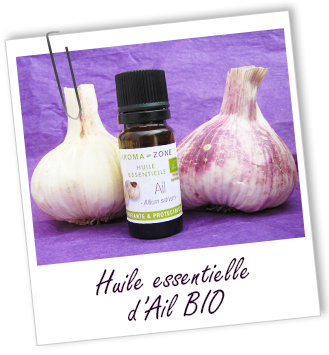 AROMA-ZONE
HUILE
ESSENTIELLE
Ail
- Allium sativum -
Huile essentielle
d'Ail BIO